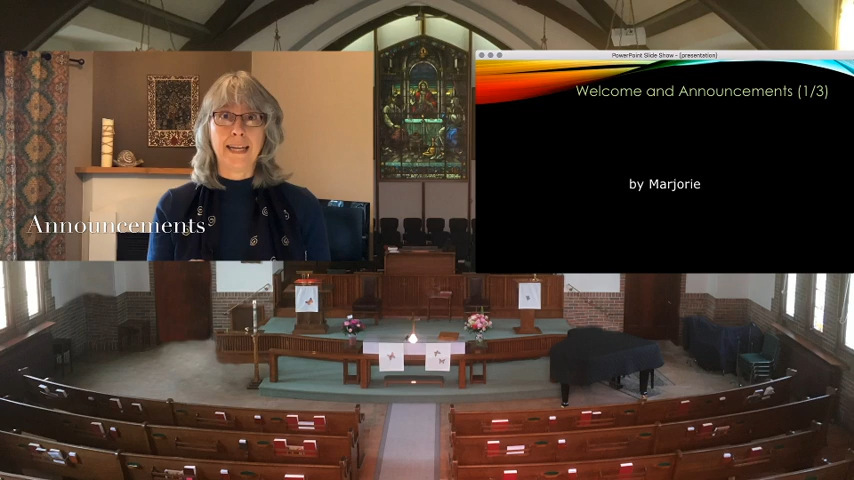 PowerPoint Slide Show - [presentation]
Welcome and Announcements (1/3)
by Marjorie
Announcements